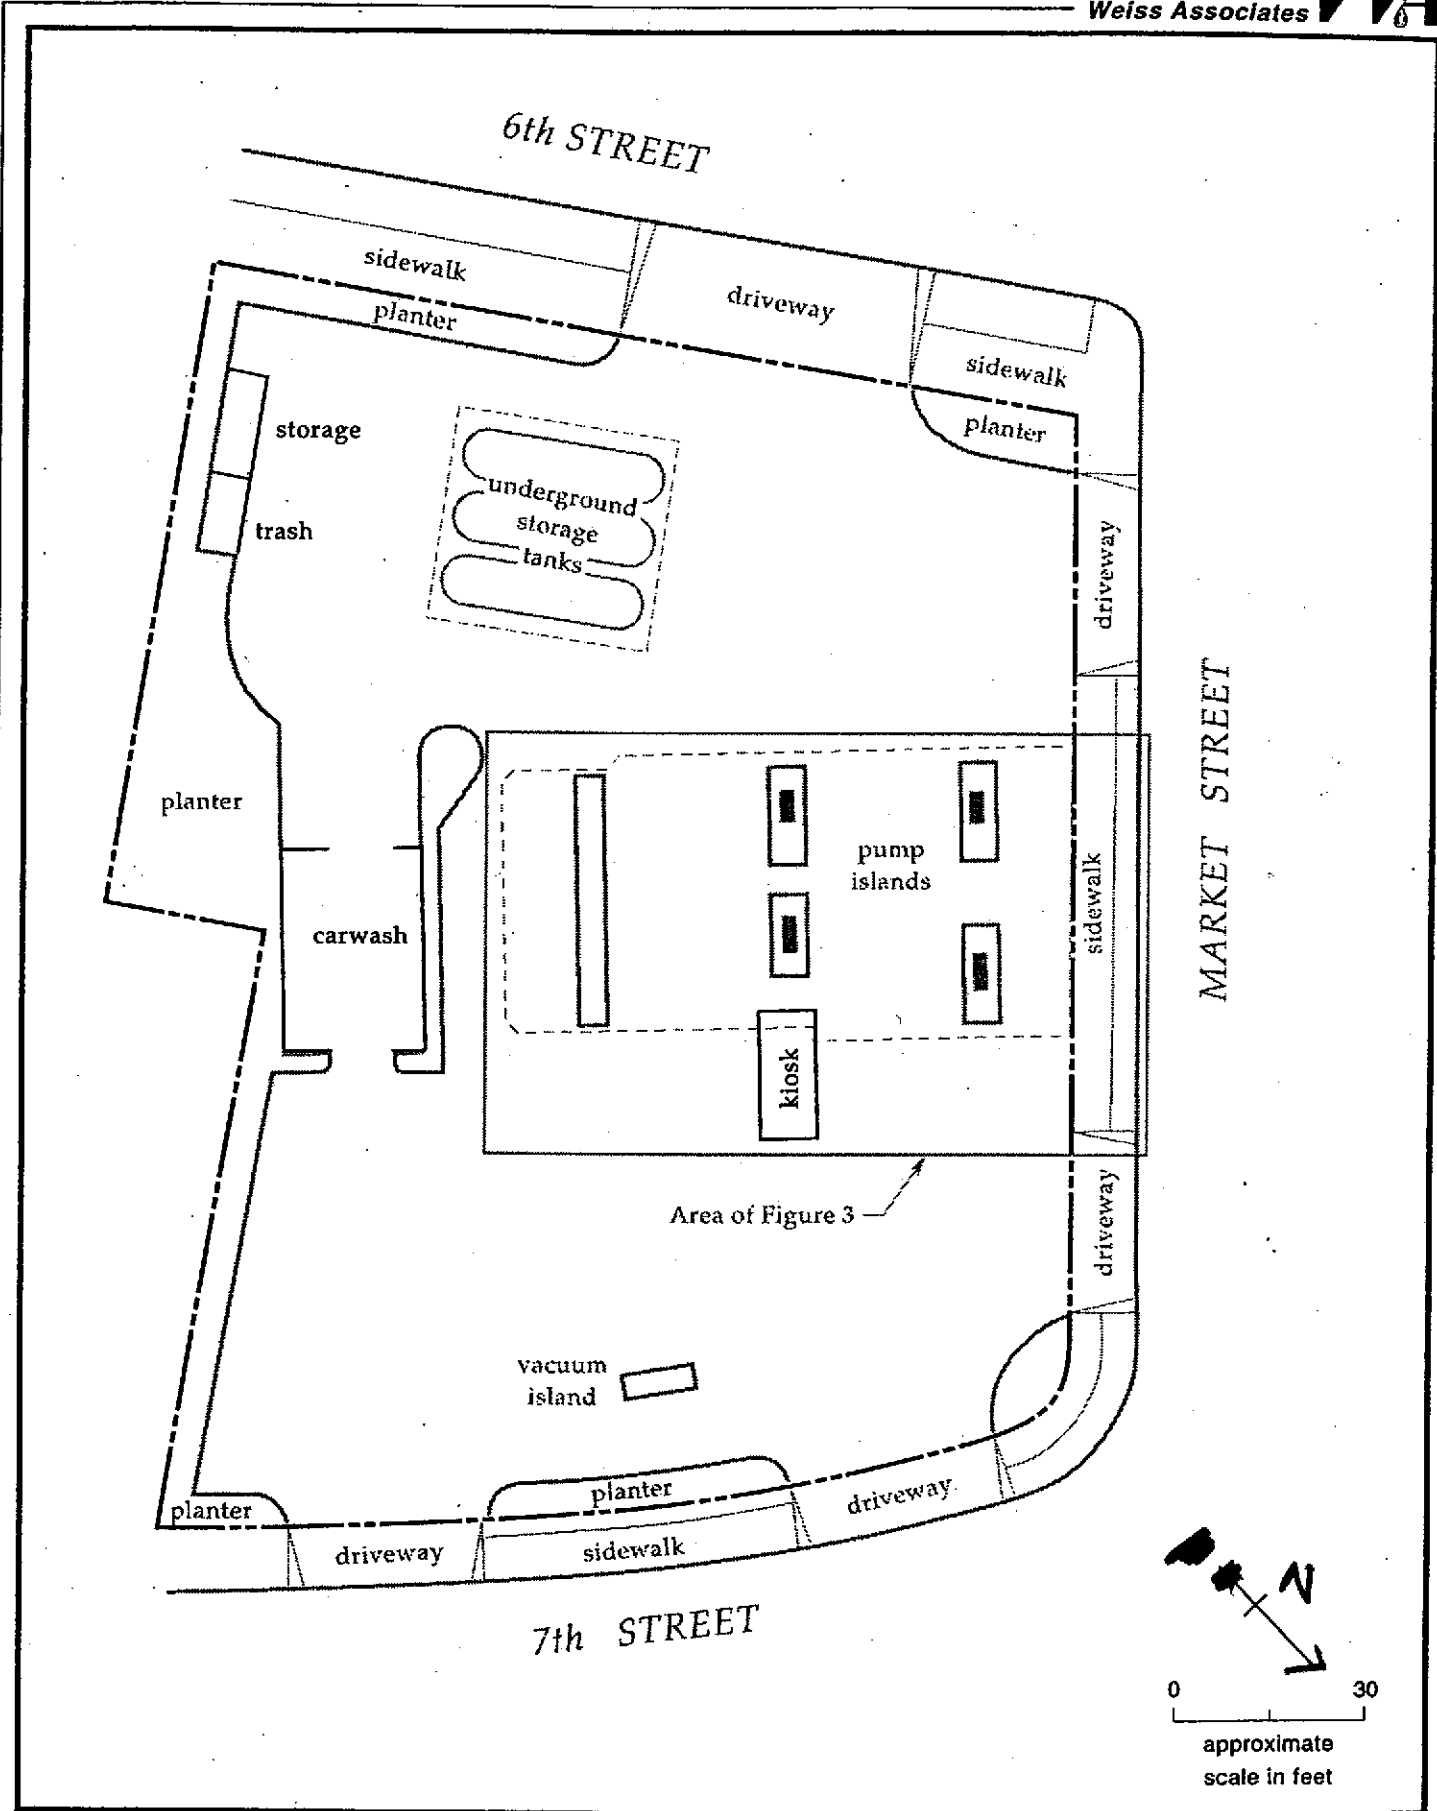 Weiss Associates
6th STREET
sidewalk
driveway
planter
sidewalk
planter
storage
underground
storage
tanks
trash
driveway
MARKET STREET
planter
pump
islands
sidewalk
carwash
kiosk
Area of Figure 3
driveway
vacuum
island
planter
planter
driveway
driveway
sidewalk
7th STREET
N
0 30
approximate
scale in feet